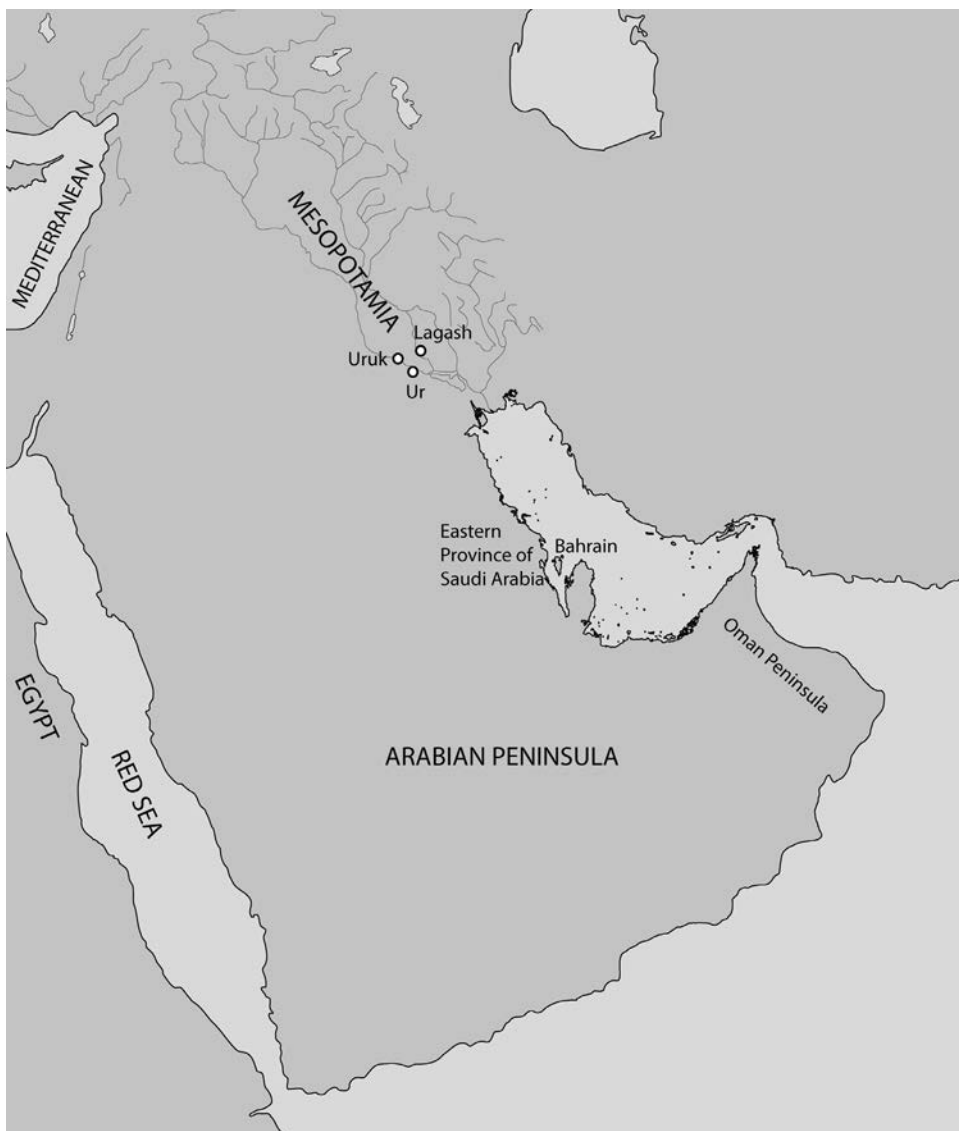 MEDITERRANEAN
MESOPOTAMIA
Lagash
Uruk
Ur
Eastern
Province of
Saudi Arabia
Bahrain
Oman Peninsula
EGYPT
RED SEA
ARABIAN PENINSULA